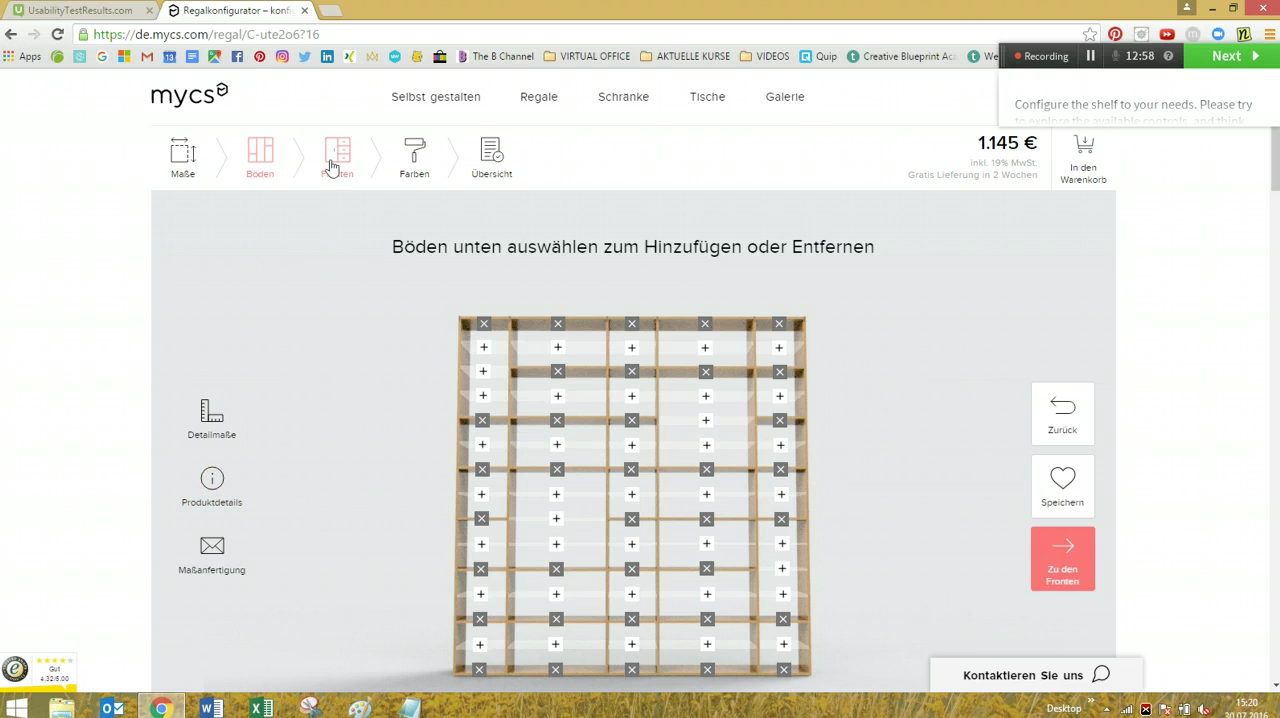 UsabilityTestResults.com
Regalkonfigurator – konfi
https://de.mycs.com/regal/C-ute2o6?16
Apps
The B Channel
VIRTUAL OFFICE
AKTUELLE KURSE
VIDEOS
Quip
Creative Blueprint Aca
We
Recording
12:58
Next
Configure the shelf to your needs. Please try
to explore the available controls, and think
mycs
Selbst gestalten
Regale
Schränke
Tische
Galerie
Maße
Böden
Farben
Übersicht
1.145 €
inkl. 19% MwSt.
Gratis Lieferung in 2 Wochen
In den
Warenkorb
Böden unten auswählen zum Hinzufügen oder Entfernen
Detailmaße
Produktdetails
Maßanfertigung
Zurück
Speichern
Zu den
Fronten
Gut
4.32/5.00
Kontaktieren Sie uns
Desktop
15:20
30.07.2016